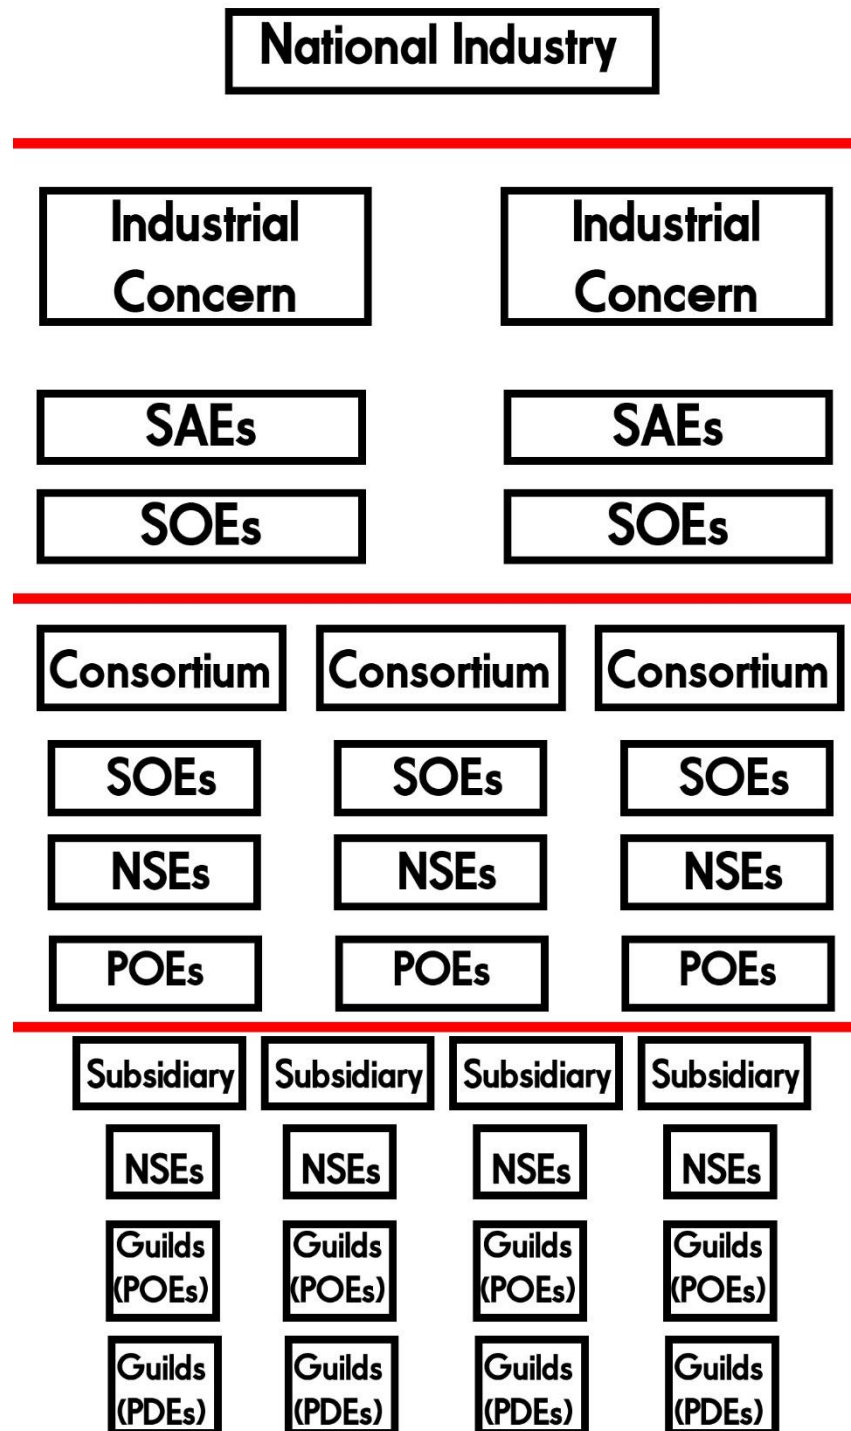 National Industry
Industrial Industrial
Concern Concern
SAEs SAEs
SOEs SOEs
Consortium Consortium Consortium
SOEs SOEs SOEs
NSEs NSEs NSEs
POEs POEs POEs
Subsidiary Subsidiary Subsidiary Subsidiary
NSEs NSEs NSEs NSEs
Guilds Guilds Guilds Guilds
(POEs) (POEs) (POEs) (POEs)
Guilds Guilds Guilds Guilds
(PDEs) (PDEs) (PDEs) (PDEs)